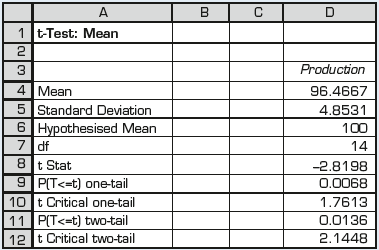 A B C D
1 t-Test: Mean
2
3 Production
4 Mean 96.4667
5 Standard Deviation 4.8531
6 Hypothesised Mean 100
7 df 14
8 t Stat –2.8198
9 P(T<=t) one-tail 0.0068
10 t Critical one-tail 1.7613
11 P(T<=t) two-tail 0.0136
12 t Critical two-tail 2.1448